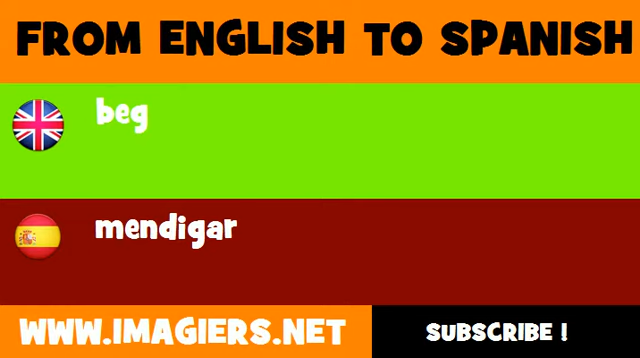 FROM ENGLISH TO SPANISH
beg
mendigar
WWW.IMAGIERS.NET
SUBSCRIBE !